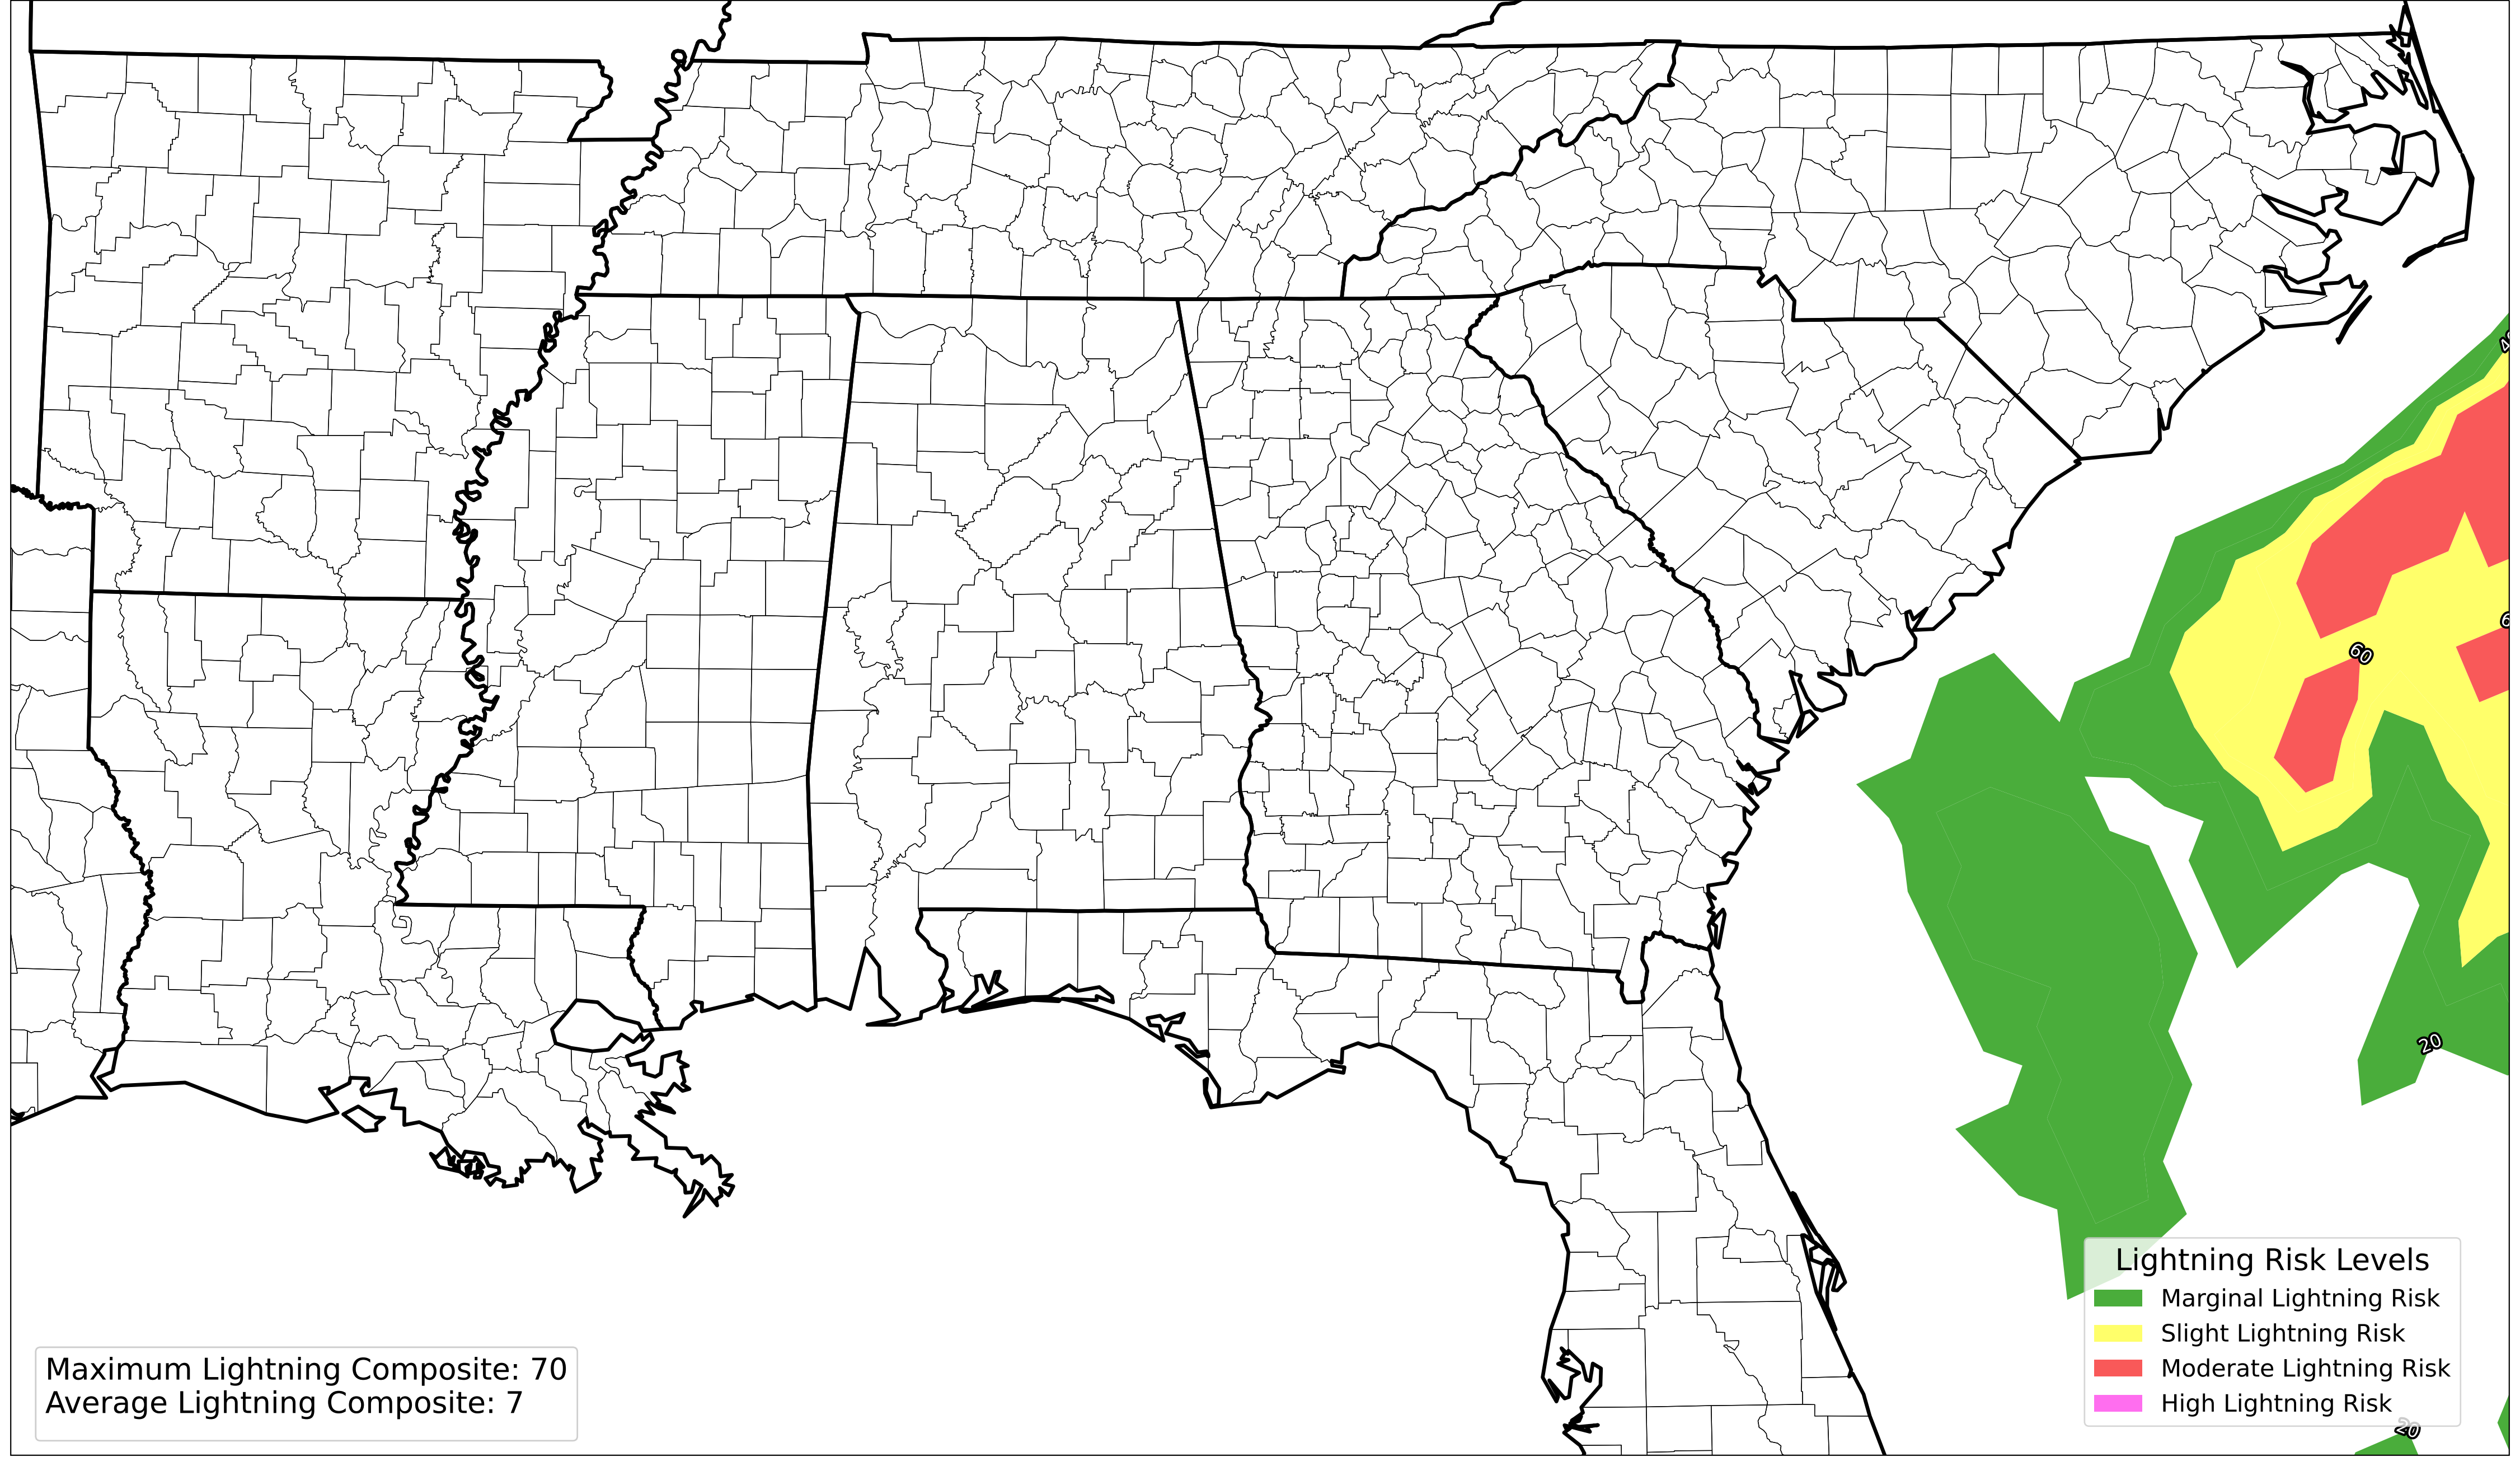 60
20
Lightning Risk Levels
Marginal Lightning Risk
Slight Lightning Risk
Moderate Lightning Risk
High Lightning Risk
Maximum Lightning Composite: 70
Average Lightning Composite: 7
20